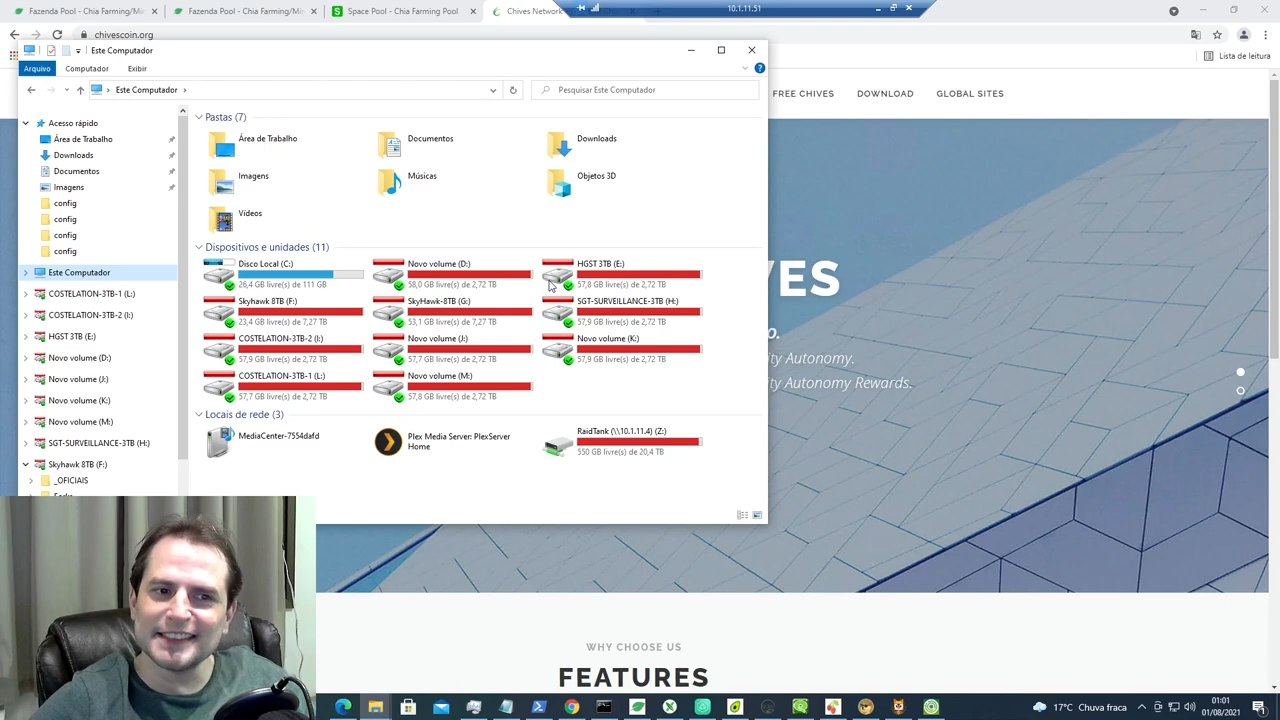 Fazenda Pool - Chia Farming P
Fazenda Pool - Chia Farming P
Space Pool - Chia Farming Pool
Chives Networ
10.1.11.51
chivescoin.org
Lista de leitura
Este Computador
Arquivo
Computador
Exibir
Este Computador
Pesquisar Este Computador
FREE CHIVES
DOWNLOAD
GLOBAL SITES
Acesso rápido
Área de Trabalho
Downloads
Documentos
Imagens
config
config
config
config
Este Computador
COSTELATION-3TB-1 (L:)
COSTELATION-3TB-2 (I:)
HGST 3TB (E:)
Novo volume (D:)
Novo volume (J:)
Novo volume (K:)
Novo volume (M:)
SGT-SURVEILLANCE-3TB (H:)
Skyhawk 8TB (F:)
_OFICIAIS
Pastas (7)
Área de Trabalho
Documentos
Downloads
Imagens
Músicas
Objetos 3D
Vídeos
Dispositivos e unidades (11)
Disco Local (C:)
26,4 GB livre(s) de 111 GB
Novo volume (D:)
58,0 GB livre(s) de 2,72 TB
HGST 3TB (E:)
57,8 GB livre(s) de 2,72 TB
Skyhawk 8TB (F:)
23,4 GB livre(s) de 7,27 TB
SkyHawk-8TB (G:)
53,1 GB livre(s) de 7,27 TB
SGT-SURVEILLANCE-3TB (H:)
57,9 GB livre(s) de 2,72 TB
COSTELATION-3TB-2 (I:)
57,9 GB livre(s) de 2,72 TB
Novo volume (J:)
57,7 GB livre(s) de 2,72 TB
Novo volume (K:)
57,9 GB livre(s) de 2,72 TB
COSTELATION-3TB-1 (L:)
57,7 GB livre(s) de 2,72 TB
Novo volume (M:)
57,8 GB livre(s) de 2,72 TB
Locais de rede (3)
MediaCenter-7554dafd
Plex Media Server: PlexServer
Home
RaidTank (\\10.1.11.4) (Z:)
550 GB livre(s) de 20,4 TB
VES
o.
ity Autonomy.
ity Autonomy Rewards.
WHY CHOOSE US
FEATURES
17°C Chuva fraca
01:01
01/08/2021